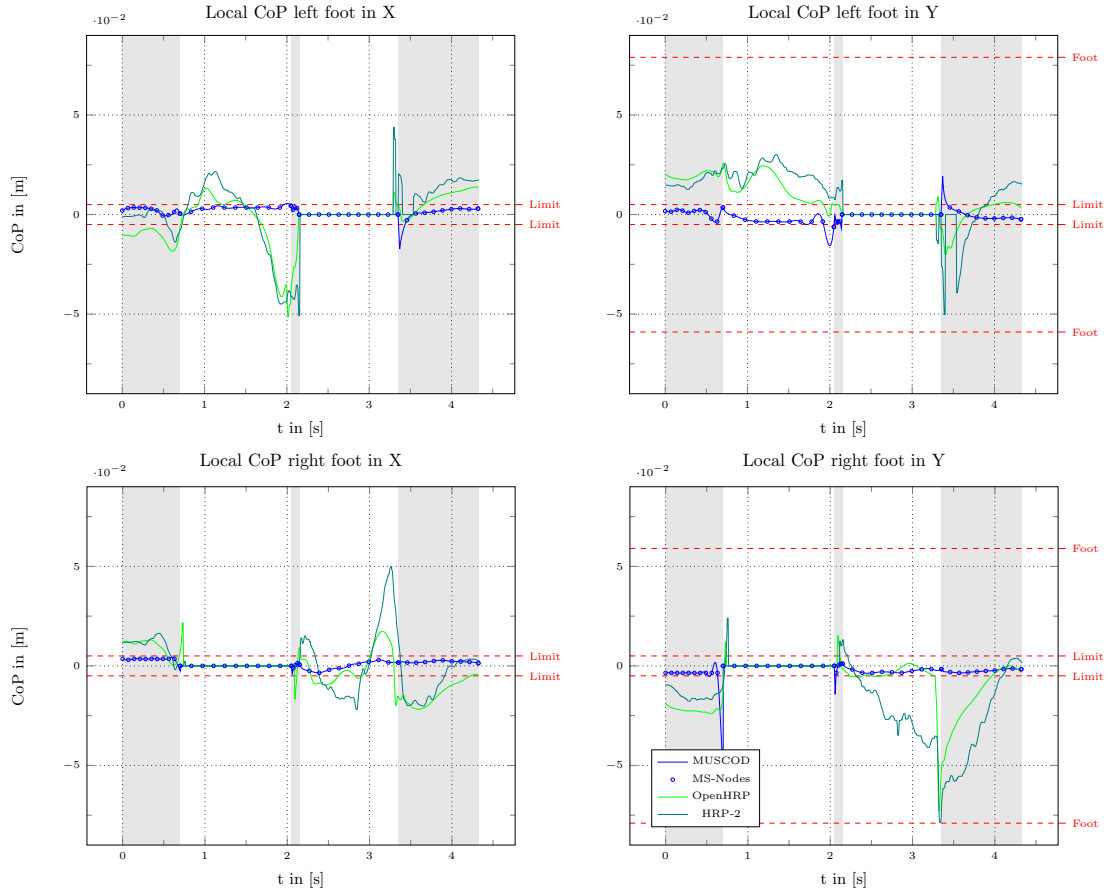 Local CoP left foot in X
·10⁻²
5
0
−5
Limit
Limit
CoP in [m]
0
1
2
3
4
t in [s]
Local CoP left foot in Y
·10⁻²
5
0
−5
Foot
Limit
Limit
Foot
0
1
2
3
4
t in [s]
Local CoP right foot in X
·10⁻²
5
0
−5
Limit
Limit
CoP in [m]
0
1
2
3
4
t in [s]
Local CoP right foot in Y
·10⁻²
5
0
−5
Foot
Limit
Limit
Foot
MUSCOD
MS-Nodes
OpenHRP
HRP-2
0
1
2
3
4
t in [s]